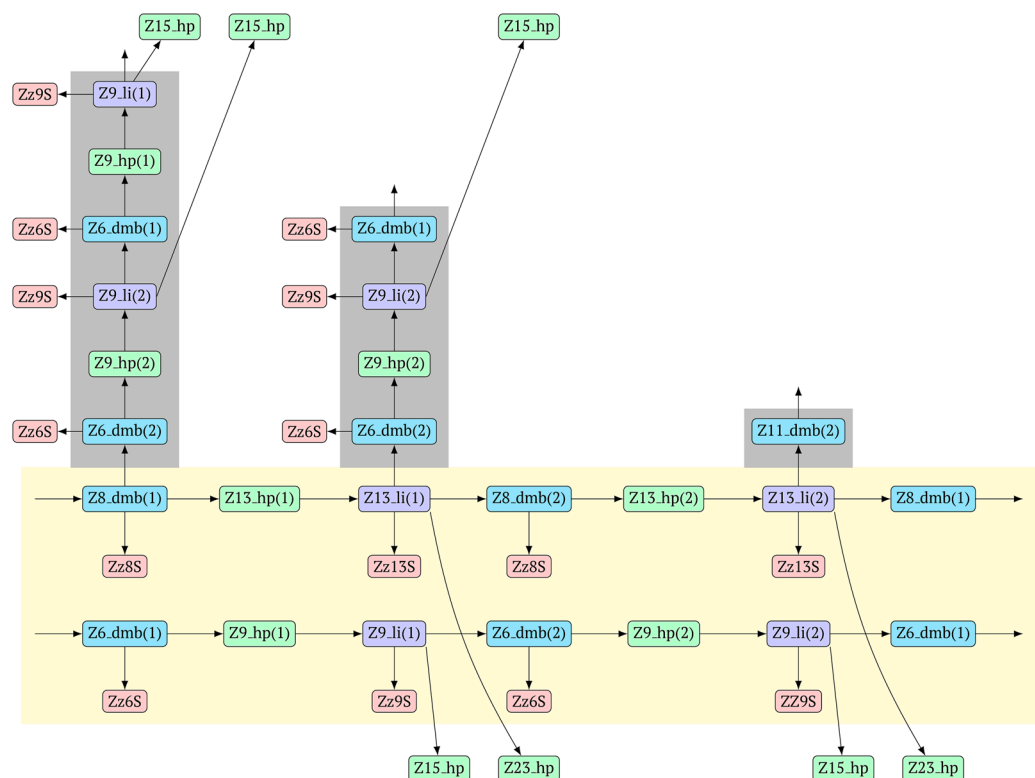 Z15_hp Z15_hp Z15_hp
Zz9S Z9_li(1)
Z9_hp(1)
Zz6S Z6_dmb(1) Zz6S Z6_dmb(1)
Zz9S Z9_li(2) Zz9S Z9_li(2)
Z9_hp(2) Z9_hp(2)
Zz6S Z6_dmb(2) Zz6S Z6_dmb(2) Z11_dmb(2)
Z8_dmb(1) Z13_hp(1) Z13_li(1) Z8_dmb(2) Z13_hp(2) Z13_li(2) Z8_dmb(1)
Zz8S Zz13S Zz8S Zz13S
Z6_dmb(1) Z9_hp(1) Z9_li(1) Z6_dmb(2) Z9_hp(2) Z9_li(2) Z6_dmb(1)
Zz6S Zz9S Zz6S ZZ9S
Z15_hp Z23_hp Z15_hp Z23_hp